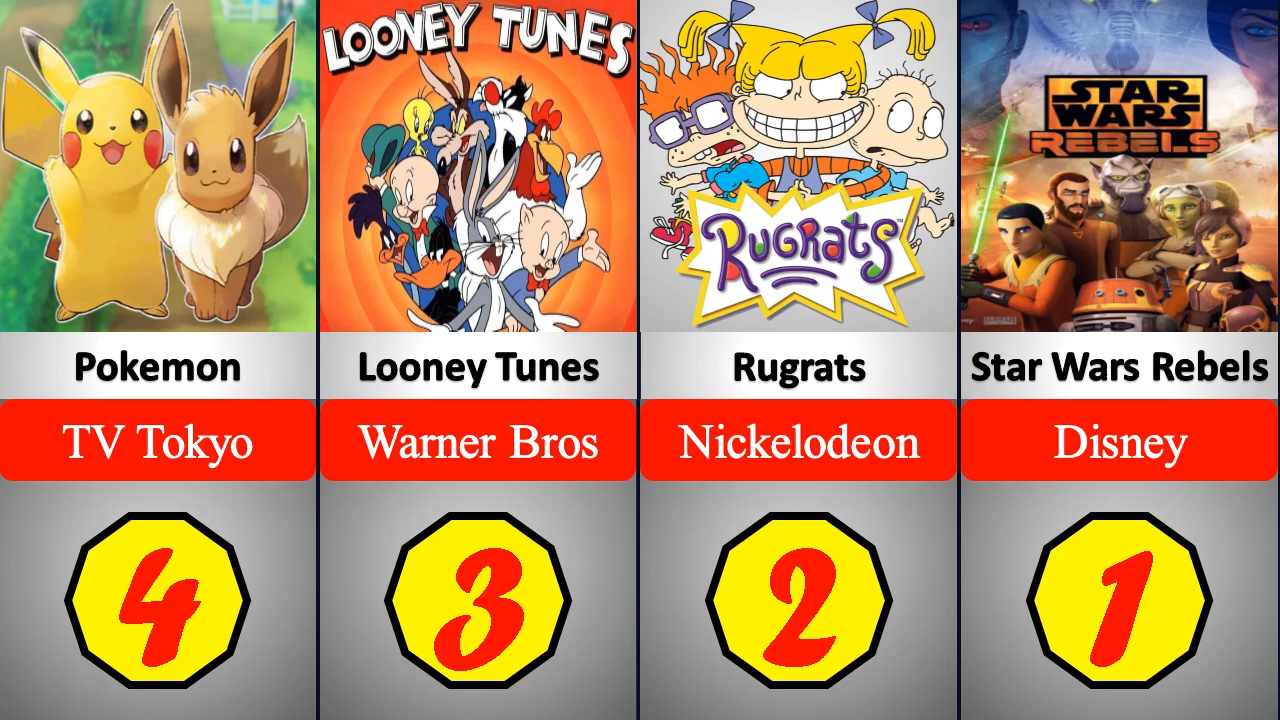 LOONEY TUNES
RUGRATS™
STAR
WARS
REBELS
Pokemon
Looney Tunes
Rugrats
Star Wars Rebels
TV Tokyo
Warner Bros
Nickelodeon
Disney
4
3
2
1